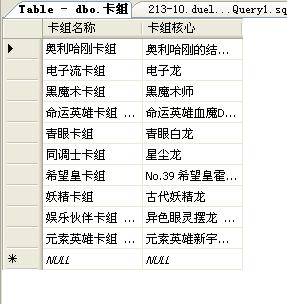 Table - dbo.卡组 213-10.duel...Query1.sq
卡组名称 卡组核心
奥利哈刚卡组 奥利哈刚的结...
电子流卡组 电子龙
黑魔术卡组 黑魔术师
命运英雄卡组 ... 命运英雄血魔D...
青眼卡组 青眼白龙
同调士卡组 星尘龙
希望皇卡组 No.39 希望皇霍...
妖精卡组 古代妖精龙
娱乐伙伴卡组 ... 异色眼灵摆龙 ...
元素英雄卡组 ... 元素英雄新宇...
NULL NULL